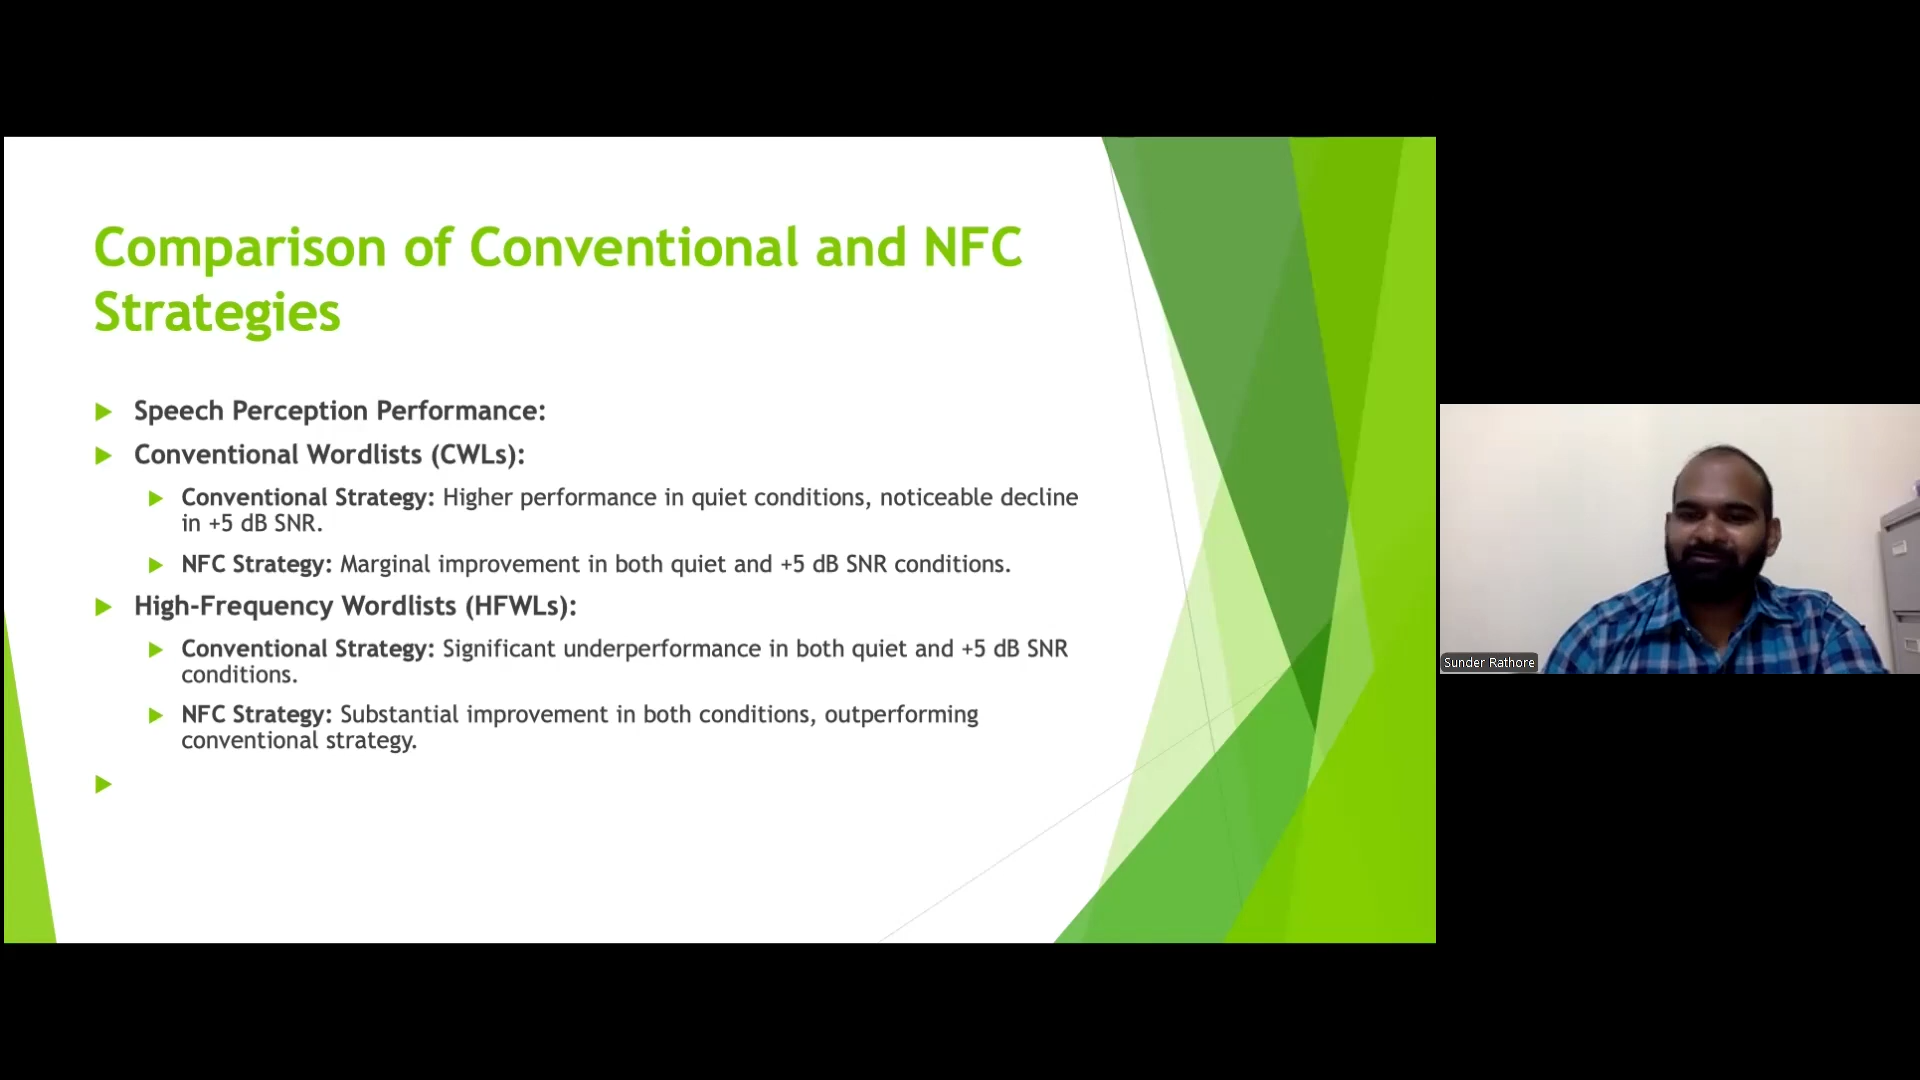 Comparison of Conventional and NFC
Strategies
Speech Perception Performance:
Conventional Wordlists (CWLs):
Conventional Strategy: Higher performance in quiet conditions, noticeable decline
in +5 dB SNR.
NFC Strategy: Marginal improvement in both quiet and +5 dB SNR conditions.
High-Frequency Wordlists (HFWLs):
Conventional Strategy: Significant underperformance in both quiet and +5 dB SNR
conditions.
NFC Strategy: Substantial improvement in both conditions, outperforming
conventional strategy.
Sunder Rathore